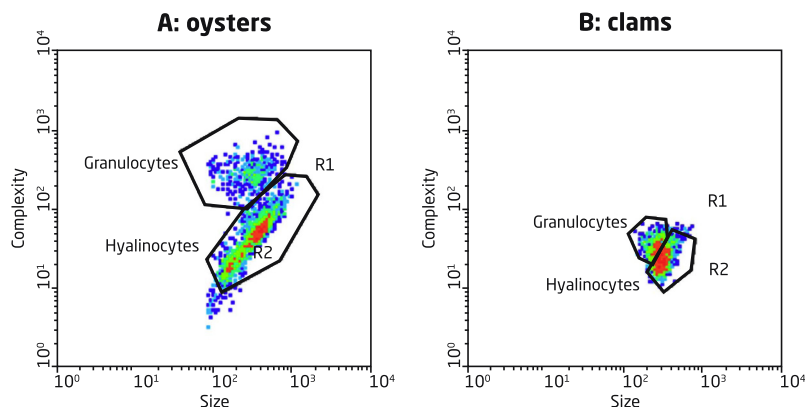 A: oysters
10⁴
10³
10²
10¹
10⁰
Complexity
Granulocytes
R1
Hyalinocytes
R2
10⁰
10¹
10²
10³
10⁴
Size
B: clams
10⁴
10³
10²
10¹
10⁰
Complexity
R1
Granulocytes
R2
Hyalinocytes
10⁰
10¹
10²
10³
10⁴
Size